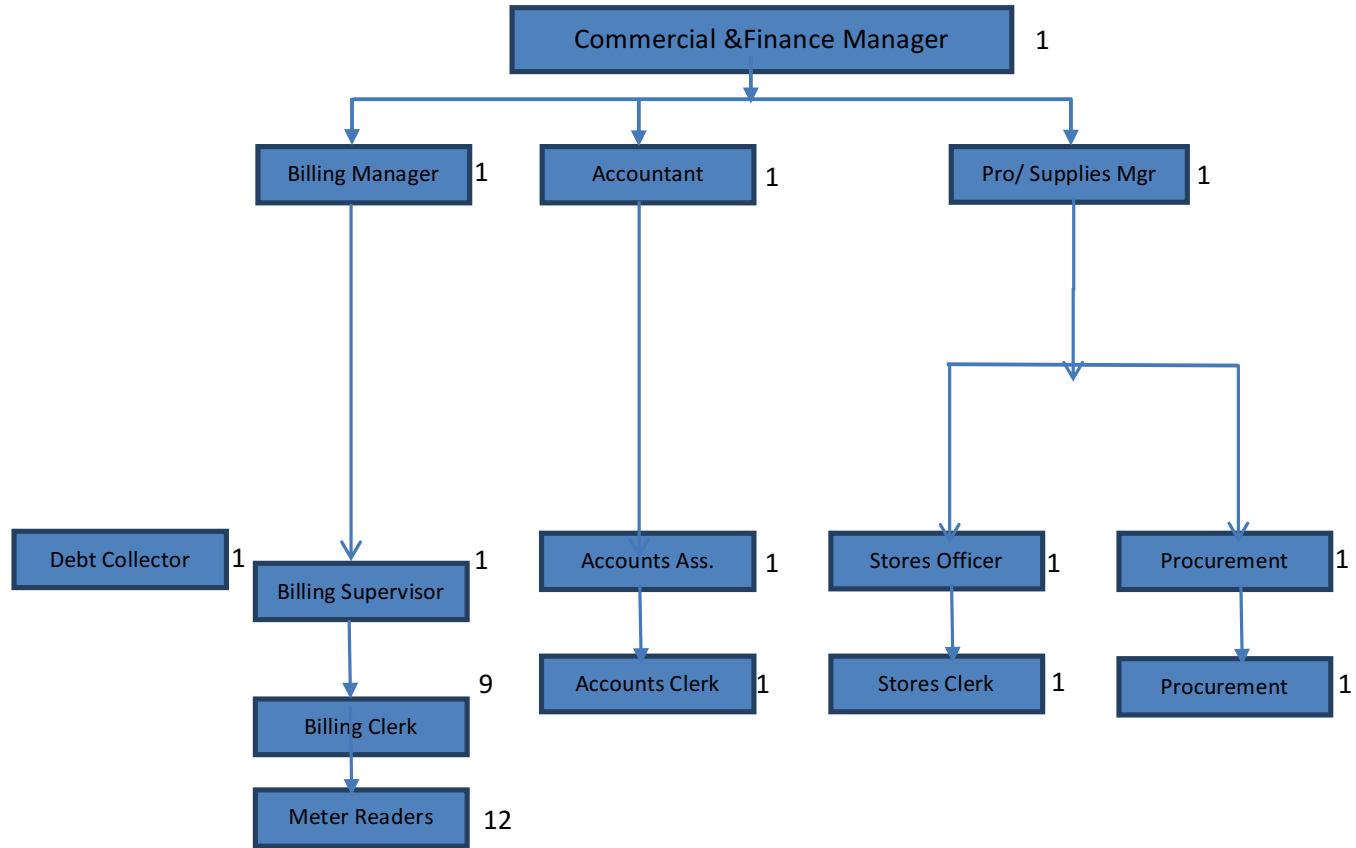 Commercial &Finance Manager 1
Billing Manager 1
Accountant 1
Pro/ Supplies Mgr 1
Debt Collector 1
Billing Supervisor 1
Accounts Ass. 1
Stores Officer 1
Procurement 1
Billing Clerk 9
Accounts Clerk 1
Stores Clerk 1
Procurement 1
Meter Readers 12